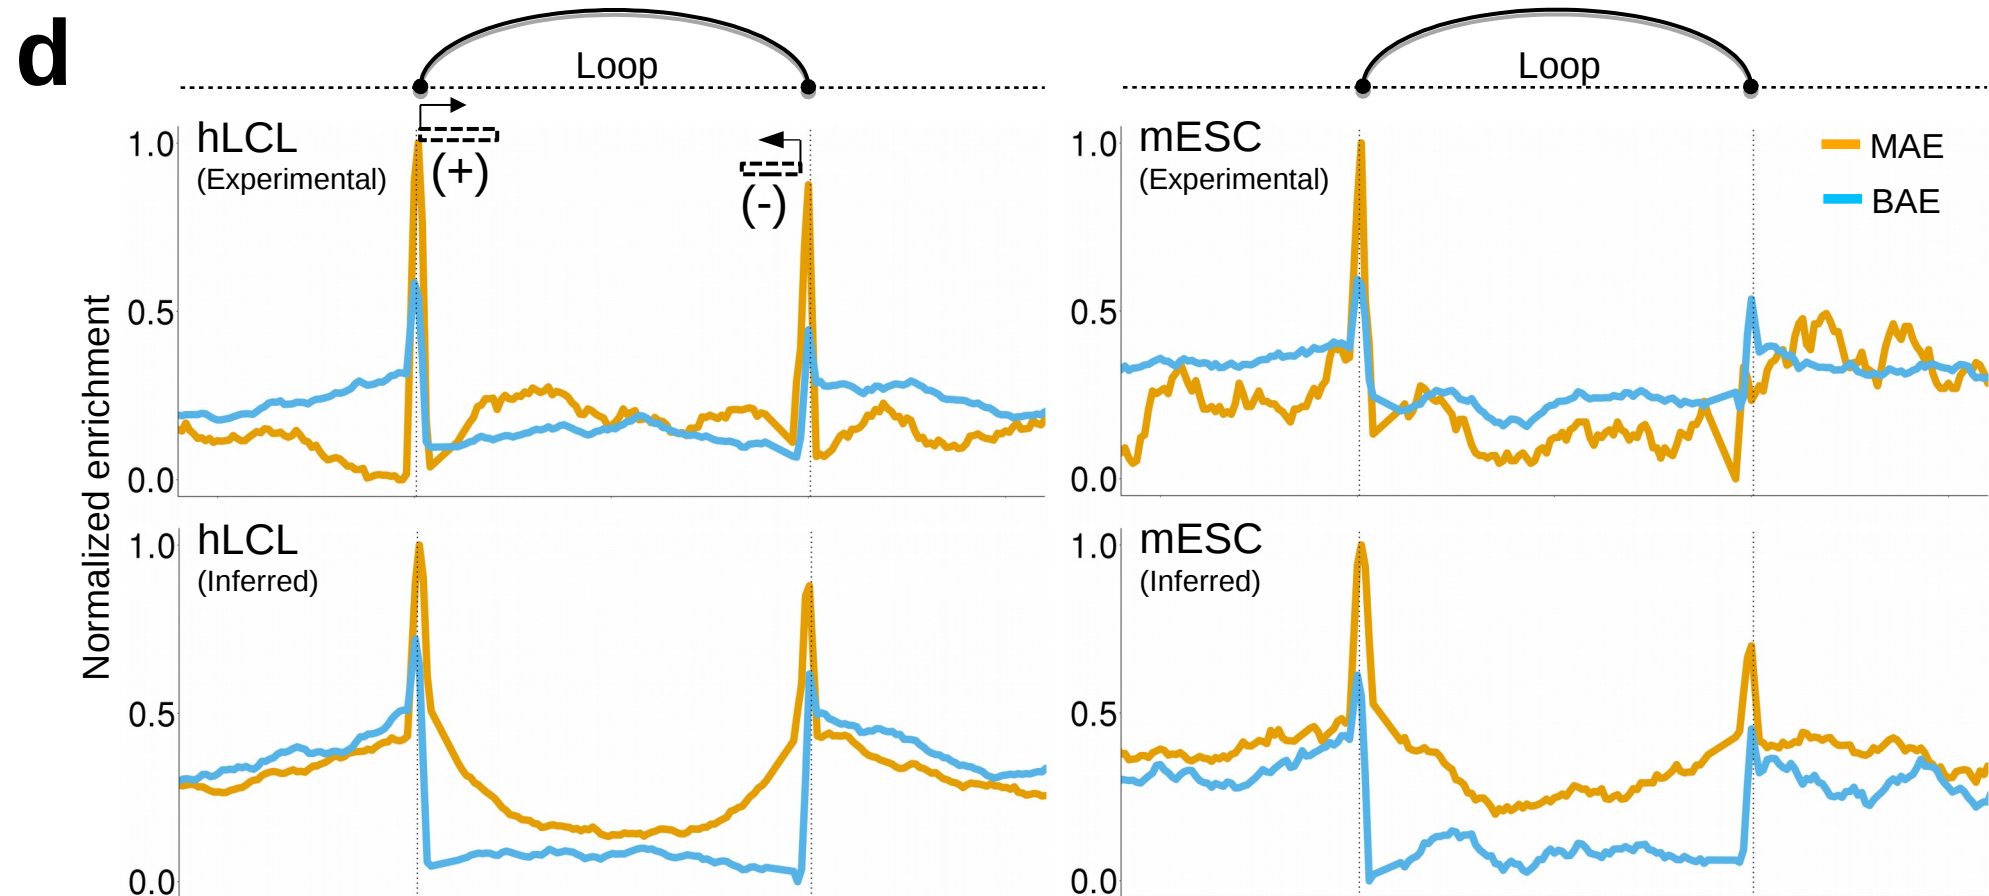 d
Loop
Loop
Normalized enrichment
hLCL
(Experimental)
(+)
(-)
1.0
0.5
0.0
mESC
(Experimental)
MAE
BAE
1.0
0.5
0.0
hLCL
(Inferred)
1.0
0.5
0.0
mESC
(Inferred)
1.0
0.5
0.0